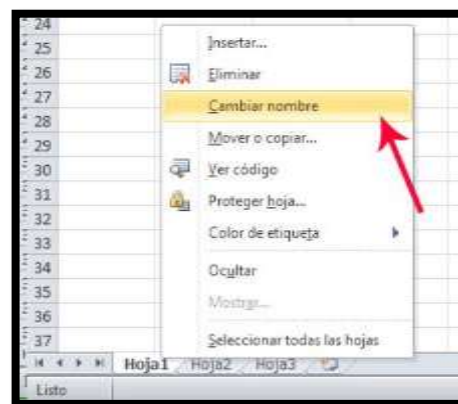 24
25
26
27
28
29
30
31
32
33
34
35
36
37
Insertar...
Eliminar
Cambiar nombre
Mover o copiar...
Ver código
Proteger hoja...
Color de etiqueta
Ocultar
Mostrar...
Seleccionar todas las hojas
Hoja1 Hoja2 Hoja3
Listo